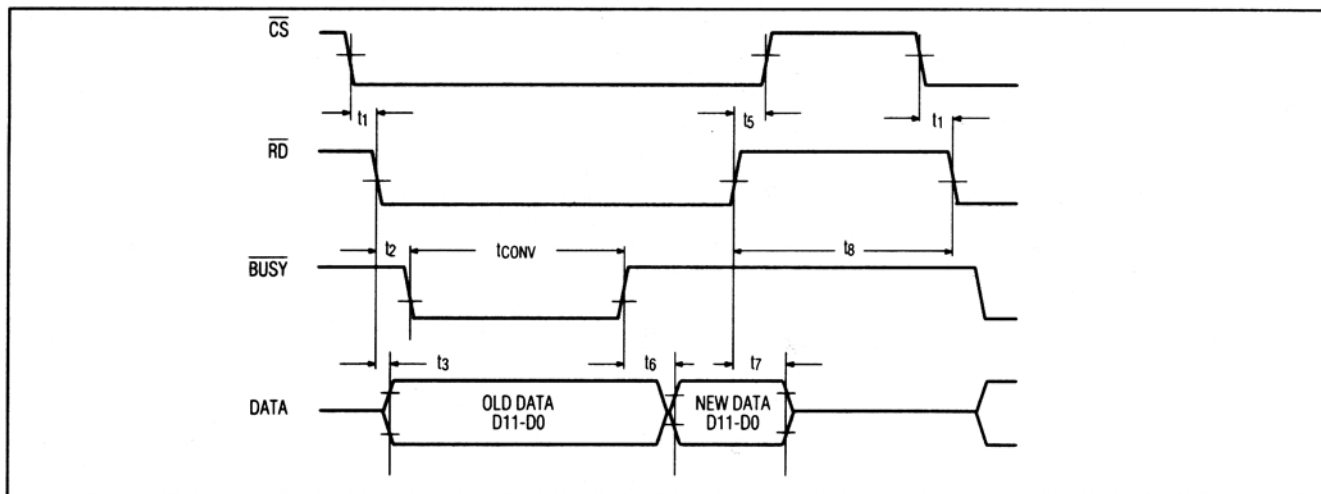 CS
t1
t5
t1
RD
t2
tCONV
t8
BUSY
t3
t6
t7
DATA
OLD DATA
D11-D0
NEW DATA
D11-D0